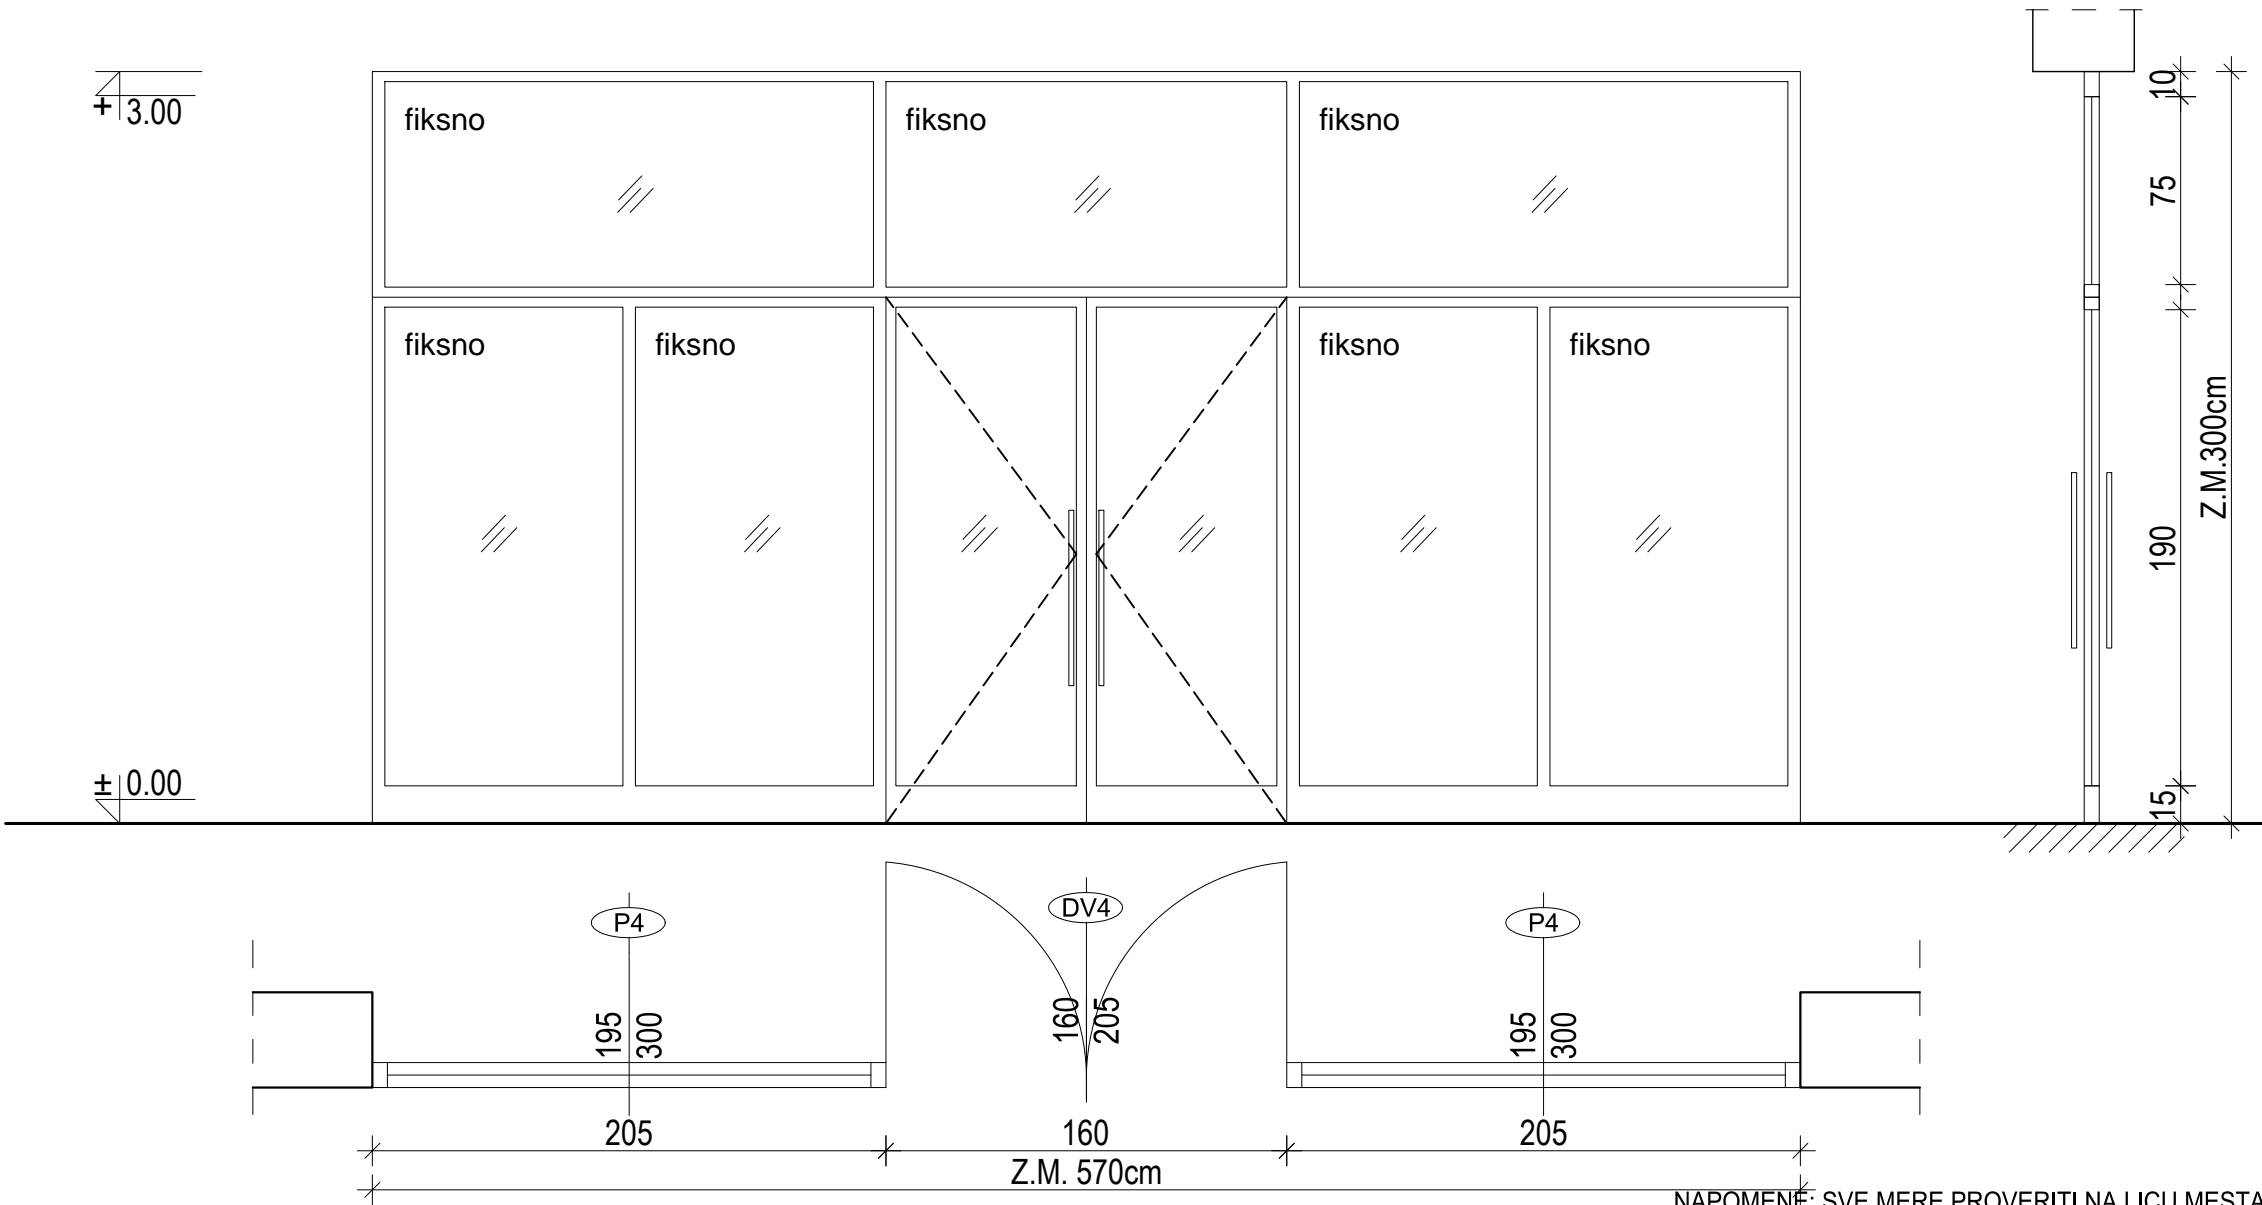 + 3.00
10
fiksno fiksno fiksno
75
fiksno fiksno fiksno fiksno
Z.M.300cm
190
± 0.00
15
P4 DV4 P4
195 300
160 205
195 300
205 160 205
Z.M. 570cm
NAPOMENE: SVE MERE PROVERITI NA LICU MESTA